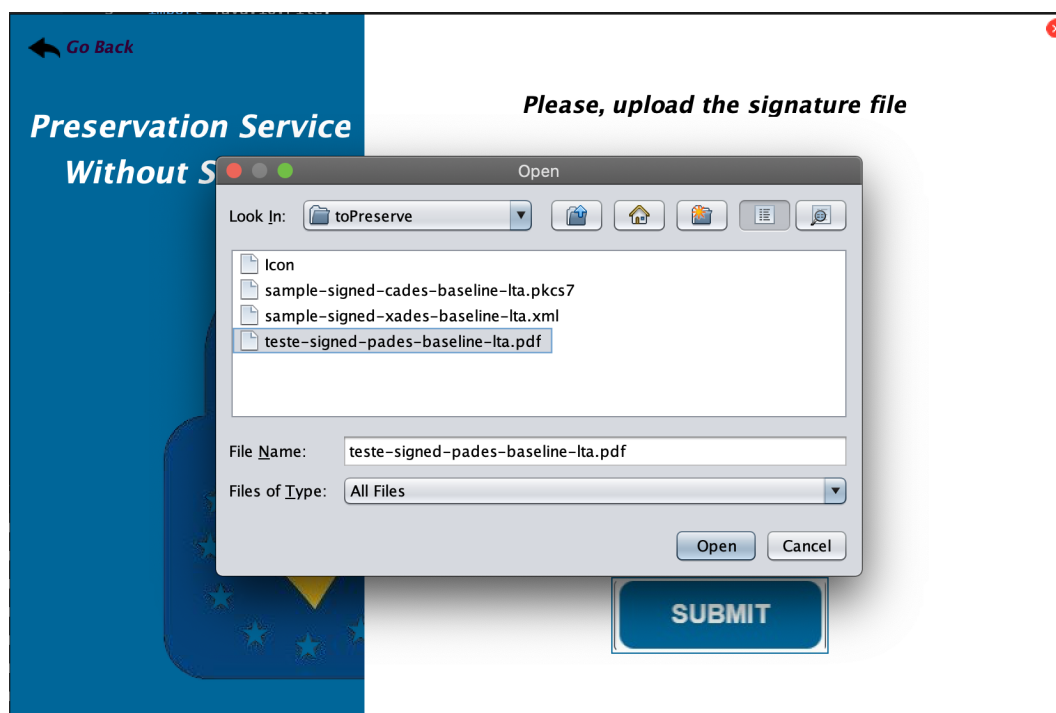 Go Back
Please, upload the signature file
Preservation Service
Without S
Open
Look In:
toPreserve
Icon
sample-signed-cades-baseline-lta.pkcs7
sample-signed-xades-baseline-lta.xml
teste-signed-pades-baseline-lta.pdf
File Name:
teste-signed-pades-baseline-lta.pdf
Files of Type:
All Files
Open
Cancel
SUBMIT